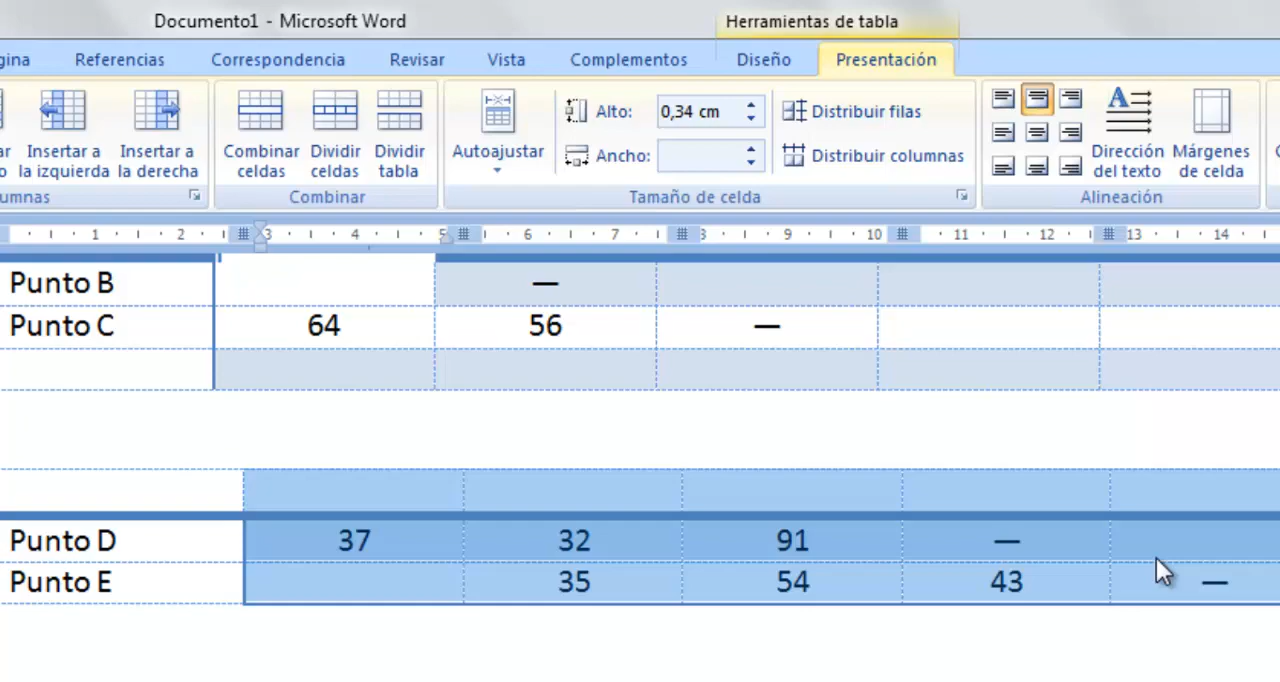 Documento1 - Microsoft Word
Herramientas de tabla
gina Referencias Correspondencia Revisar Vista Complementos Diseño Presentación
Insertar a la izquierda
Insertar a la derecha
Combinar celdas
Dividir celdas
Dividir tabla
Autoajustar
Alto: 0,34 cm
Ancho:
Distribuir filas
Distribuir columnas
Dirección del texto
Márgenes de celda
umnas Combinar Tamaño de celda Alineación
1 2 3 4 5 6 7 8 9 10 11 12 13 14
Punto B —
Punto C 64 56 —
Punto D 37 32 91 —
Punto E 35 54 43 —